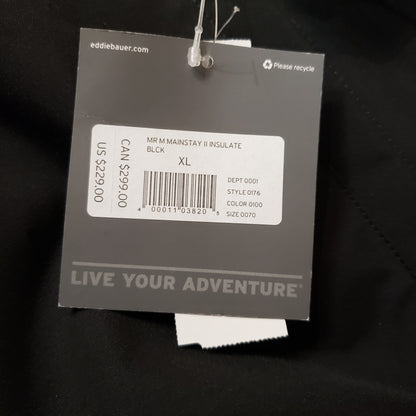 eddiebauer.com
Please recycle
MR M MAINSTAY II INSULATE
BLCK
XL
CAN $299.00
US $229.00
DEPT 0001
STYLE 0176
COLOR 0100
SIZE 0070
4 00011 03820 5
LIVE YOUR ADVENTURE®